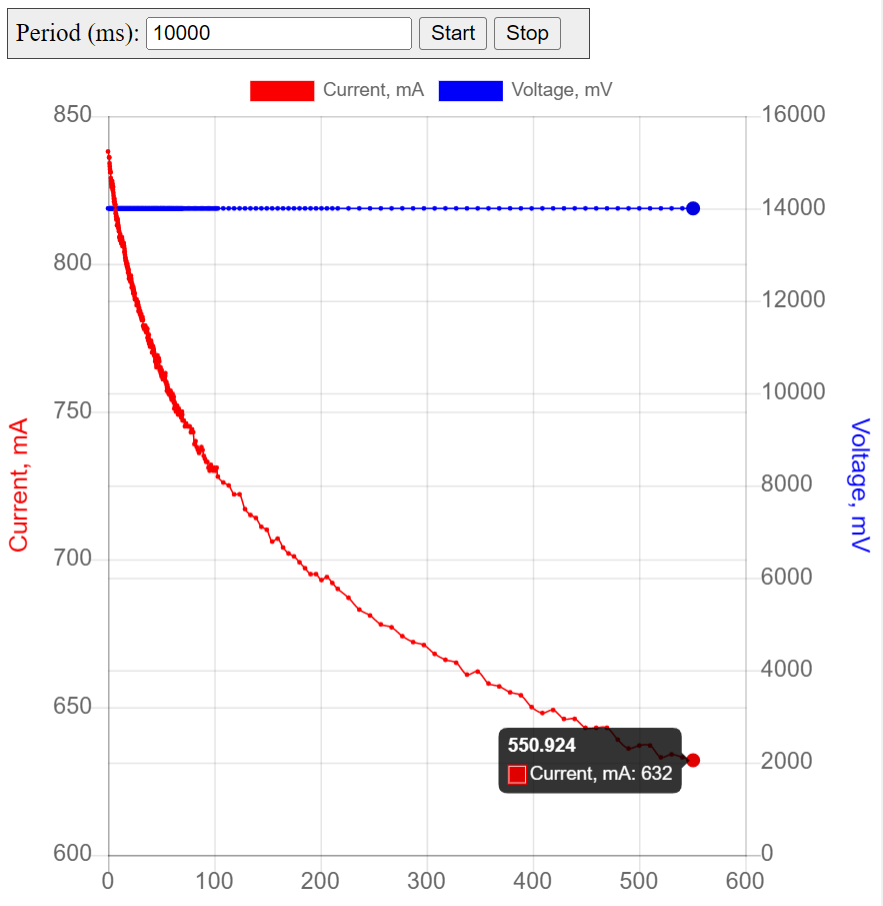 Period (ms): 10000 Start Stop
Current, mA Voltage, mV
850 16000
14000
800
12000
750 10000
8000
700
6000
4000
650
2000
600 0
Current, mA
Voltage, mV
550.924
Current, mA: 632
0 100 200 300 400 500 600